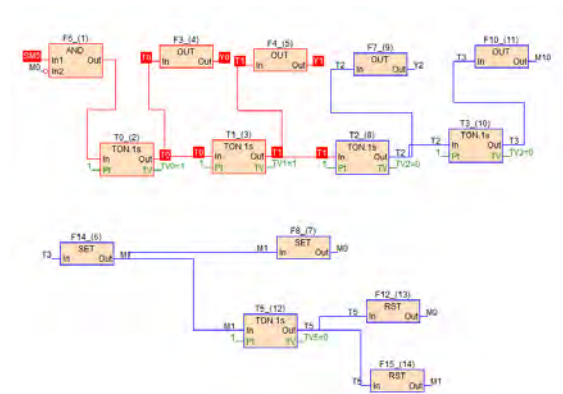 F5_(1)
AND
SM0
In1
Out
M0
In2
F3_(4)
OUT
T0
In
Out
Y0
F4_(5)
OUT
T1
In
Out
Y1
F7_(9)
OUT
T2
In
Out
Y2
F10_(11)
OUT
T3
In
Out
M10
T0_(2)
TON.1s
In
Out
T0
1
Pt
TV
TV0=1
T1_(3)
TON.1s
T0
In
Out
T1
1
Pt
TV
TV1=1
T2_(8)
TON.1s
T1
In
Out
T2
1
Pt
TV
TV2=0
T3_(10)
TON.1s
T2
In
Out
T3
1
Pt
TV
TV3=0
F14_(6)
SET
T3
In
Out
M1
F8_(7)
SET
M1
In
Out
M0
T5_(12)
TON.1s
M1
In
Out
T5
1
Pt
TV
TV5=0
F12_(13)
RST
T5
In
Out
M0
F15_(14)
RST
T5
In
Out
M1